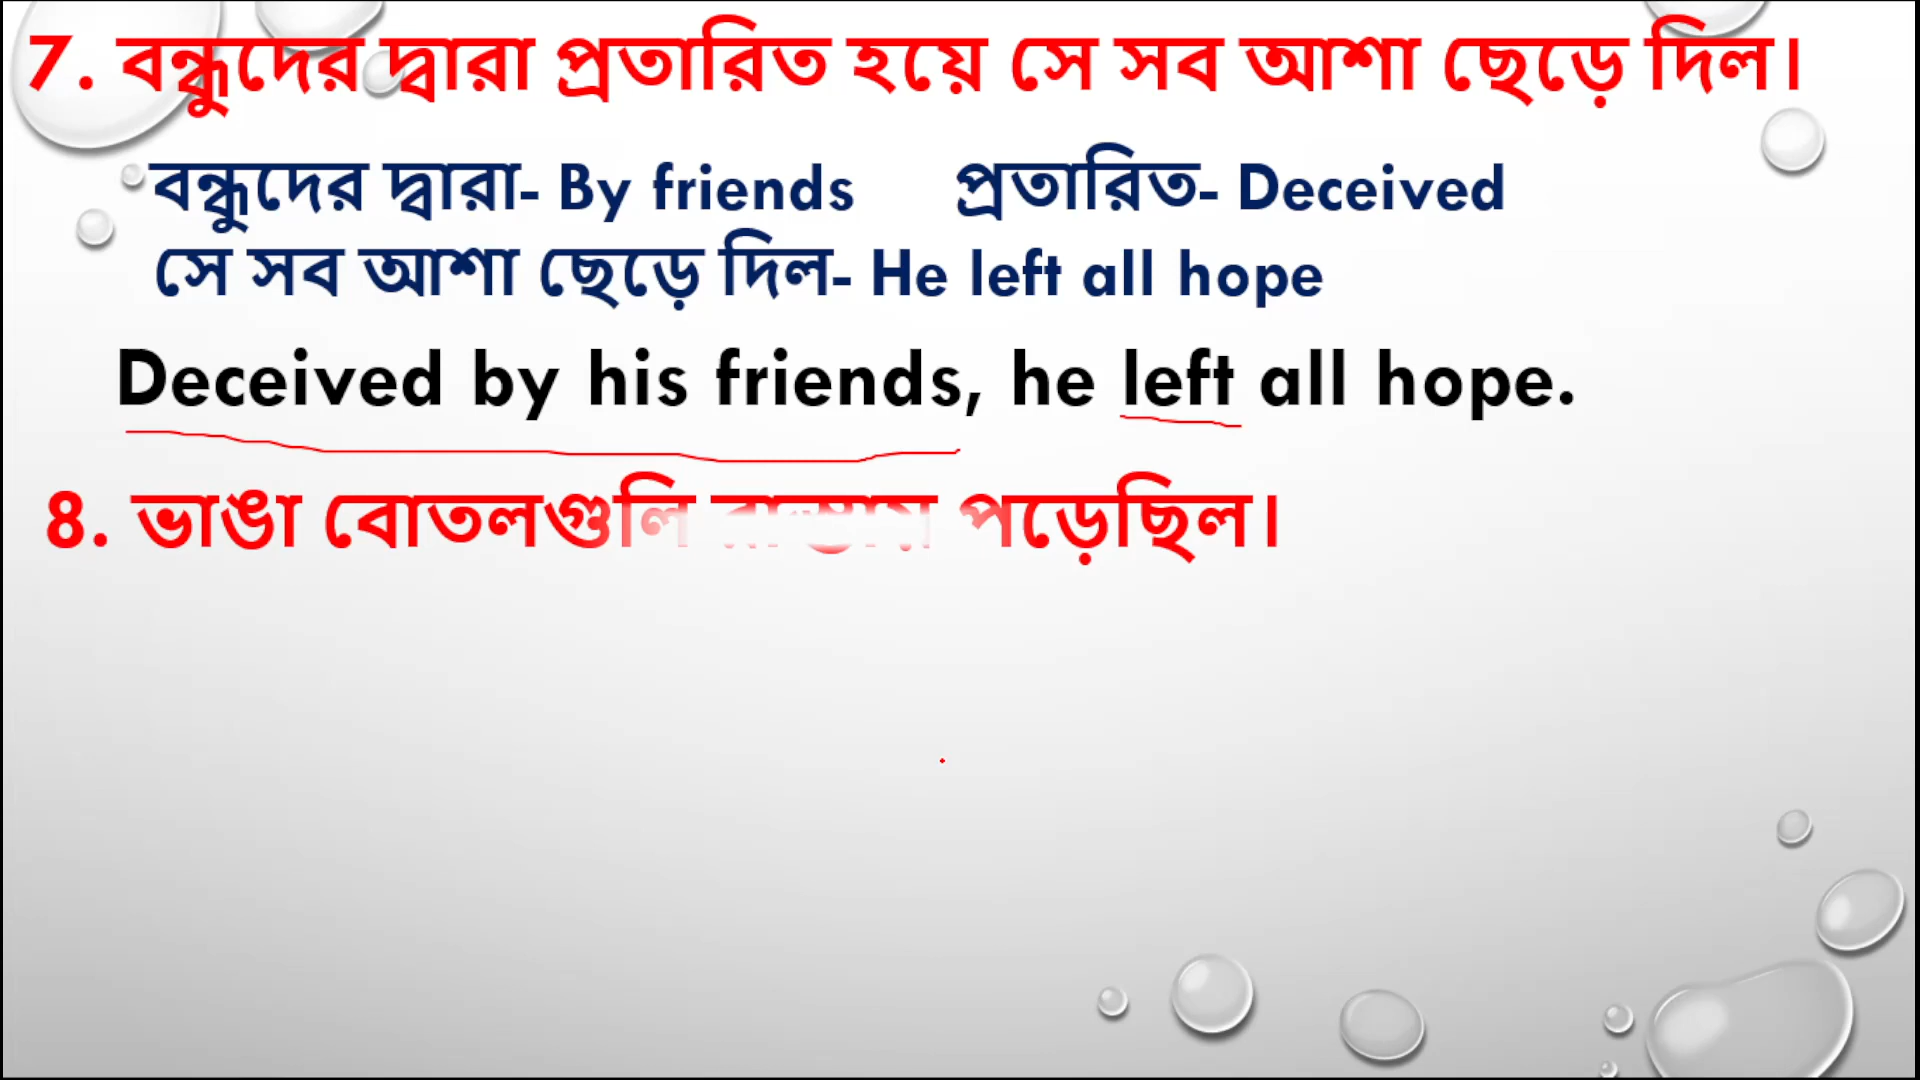 7. বন্ধুদের দ্বারা প্রতারিত হয়ে সে সব আশা ছেড়ে দিল।
বন্ধুদের দ্বারা- By friends প্রতারিত- Deceived
সে সব আশা ছেড়ে দিল- He left all hope
Deceived by his friends, he left all hope.
8. ভাঙা বোতলগুলি রাস্তায় পড়েছিল।